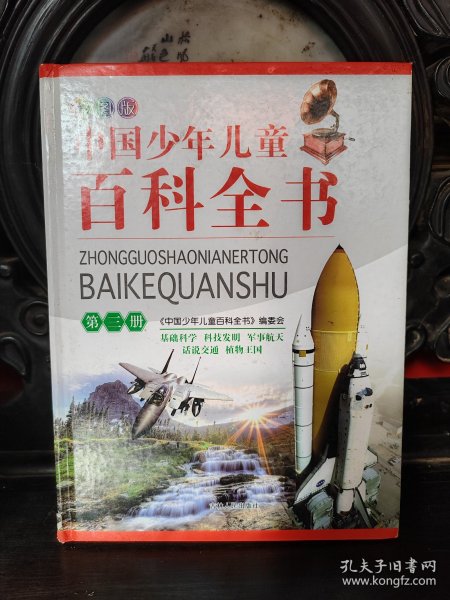 图版
中国少年儿童
百科全书
ZHONGGUOSHAONIANERTONG
BAIKEQUANSHU
第三册
《中国少年儿童百科全书》编委会
基础科学 科技发明 军事航天
话说交通 植物王国
孔夫子旧书网
www.kongfz.com